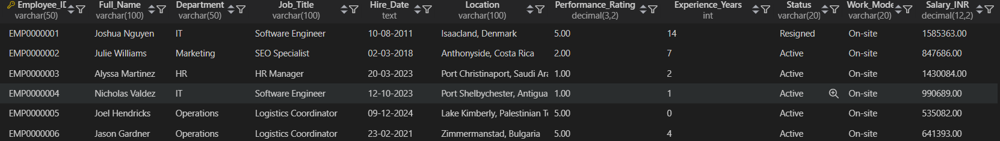 Employee_ID Full_Name Department Job_Title Hire_Date Location Performance_Rating Experience_Years Status Work_Mode Salary_INR
varchar(50) varchar(100) varchar(50) varchar(100) text varchar(100) decimal(3,2) int varchar(20) varchar(20) decimal(12,2)
EMP0000001 Joshua Nguyen IT Software Engineer 10-08-2011 Isaacland, Denmark 5.00 14 Resigned On-site 1585363.00
EMP0000002 Julie Williams Marketing SEO Specialist 02-03-2018 Anthonyside, Costa Rica 2.00 7 Active On-site 847686.00
EMP0000003 Alyssa Martinez HR HR Manager 20-03-2023 Port Christinaport, Saudi Ara 1.00 2 Active On-site 1430084.00
EMP0000004 Nicholas Valdez IT Software Engineer 12-10-2023 Port Shelbychester, Antigua 1.00 1 Active On-site 990689.00
EMP0000005 Joel Hendricks Operations Logistics Coordinator 09-12-2024 Lake Kimberly, Palestinian Te 5.00 0 Active On-site 535082.00
EMP0000006 Jason Gardner Operations Logistics Coordinator 23-02-2021 Zimmermanstad, Bulgaria 5.00 4 Active On-site 641393.00